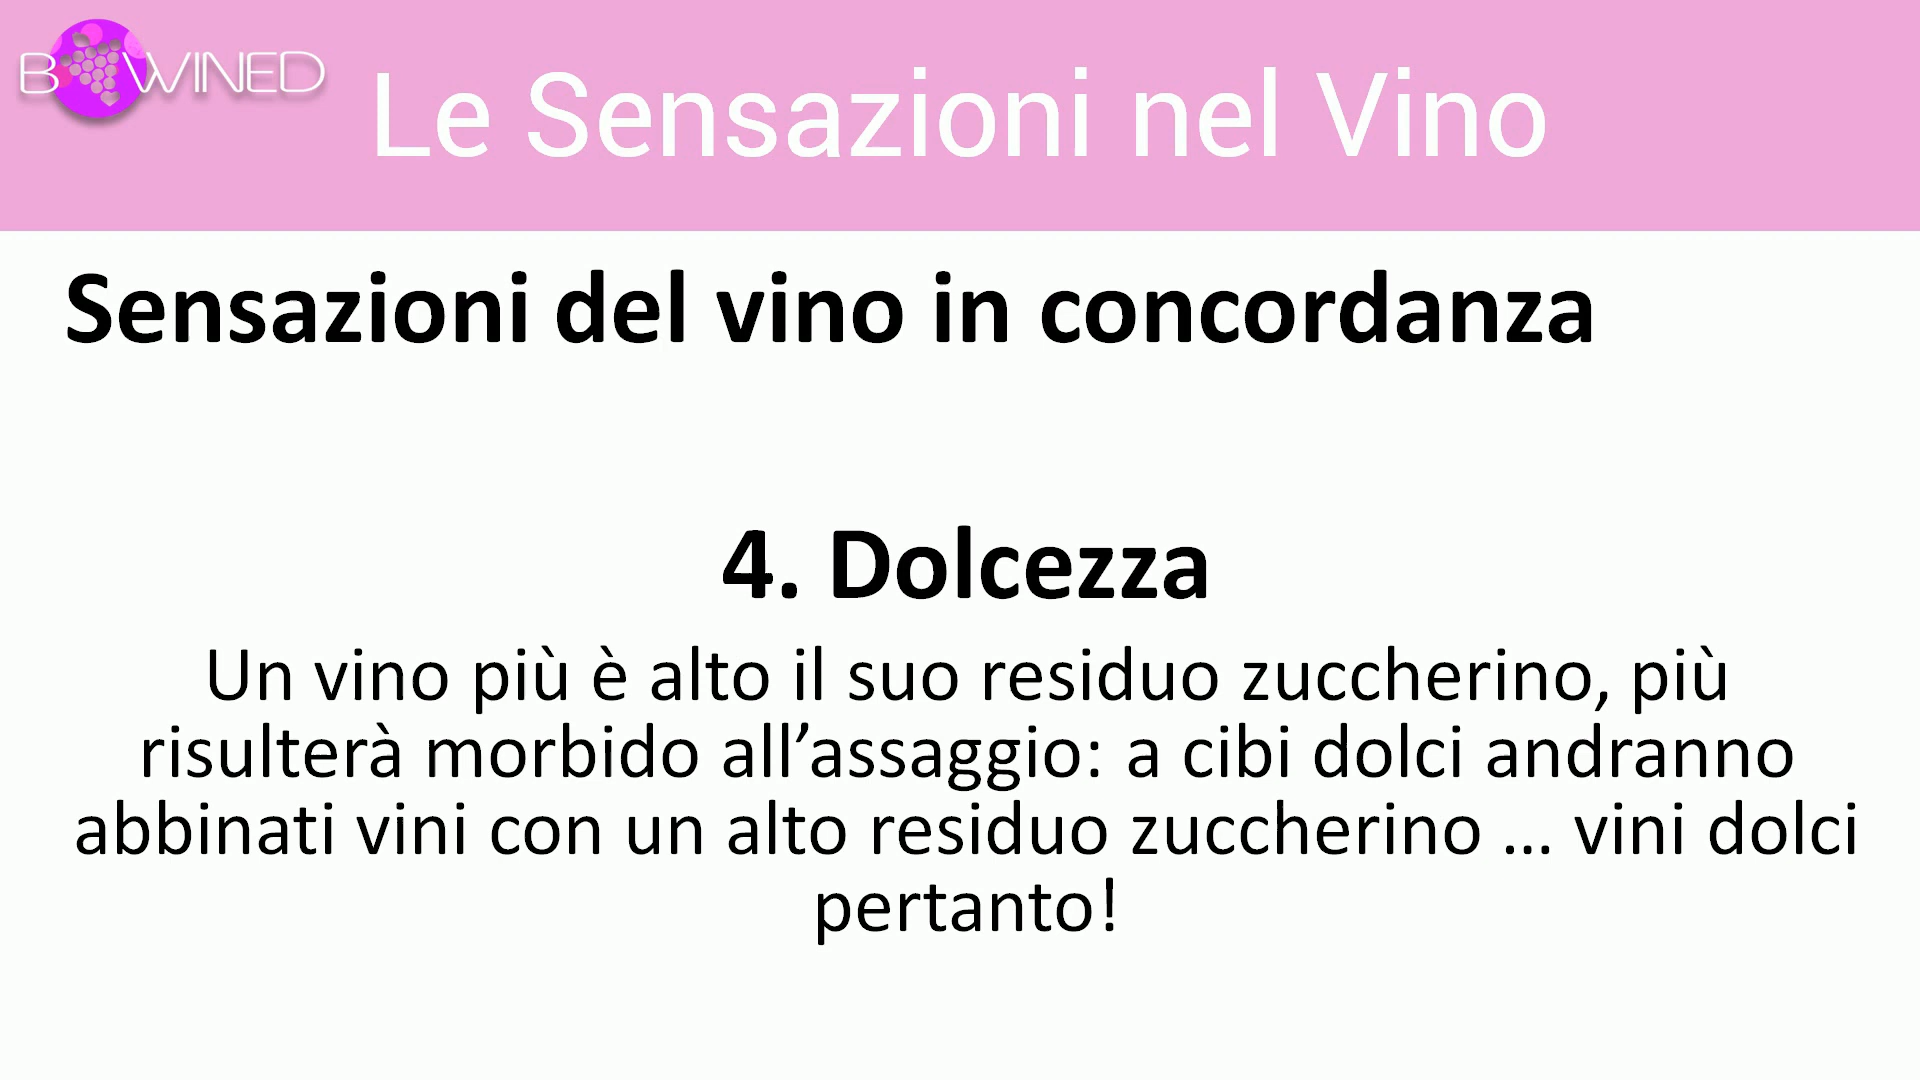 BOWINED
Le Sensazioni nel Vino
Sensazioni del vino in concordanza
4. Dolcezza
Un vino più è alto il suo residuo zuccherino, più
risulterà morbido all’assaggio: a cibi dolci andranno
abbinati vini con un alto residuo zuccherino … vini dolci
pertanto!